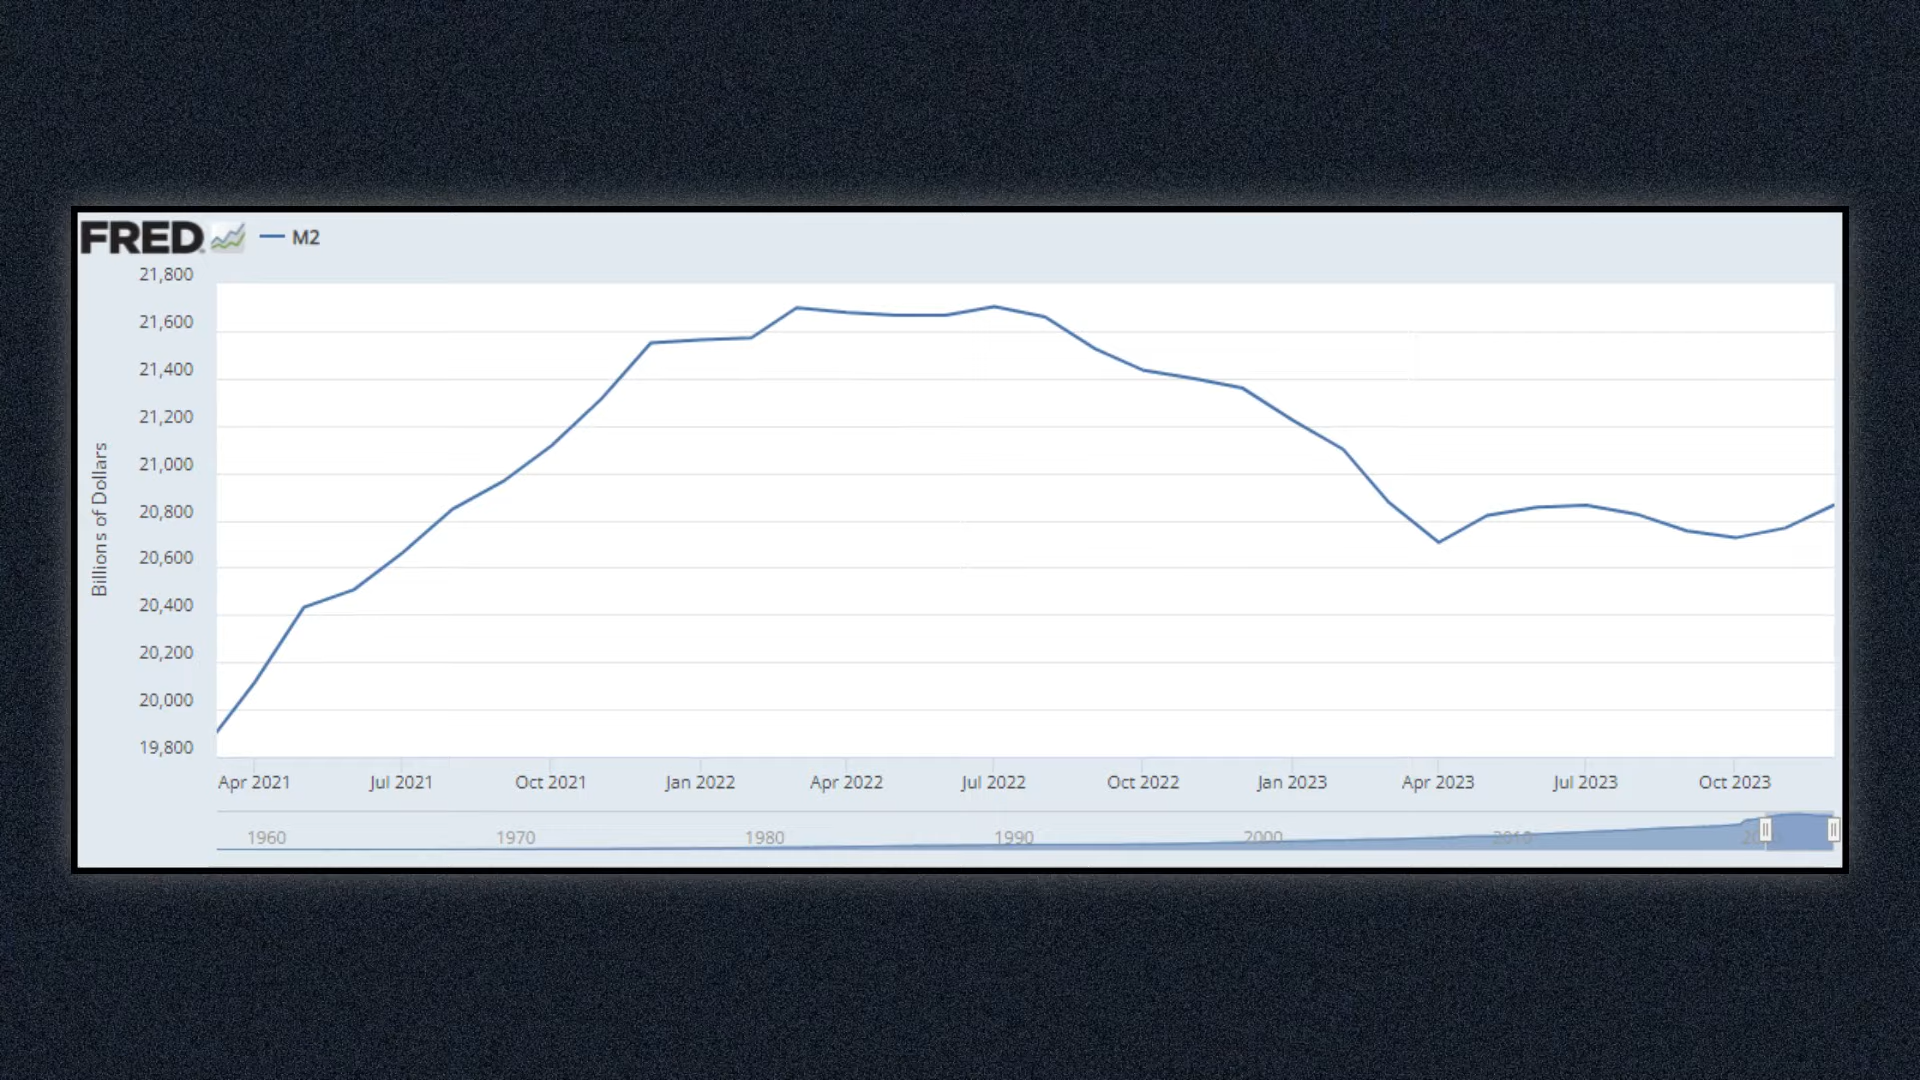 FRED
M2
21,800
21,600
21,400
21,200
21,000
20,800
20,600
20,400
20,200
20,000
19,800
Billions of Dollars
Apr 2021 Jul 2021 Oct 2021 Jan 2022 Apr 2022 Jul 2022 Oct 2022 Jan 2023 Apr 2023 Jul 2023 Oct 2023
1960 1970 1980 1990 2000 2010